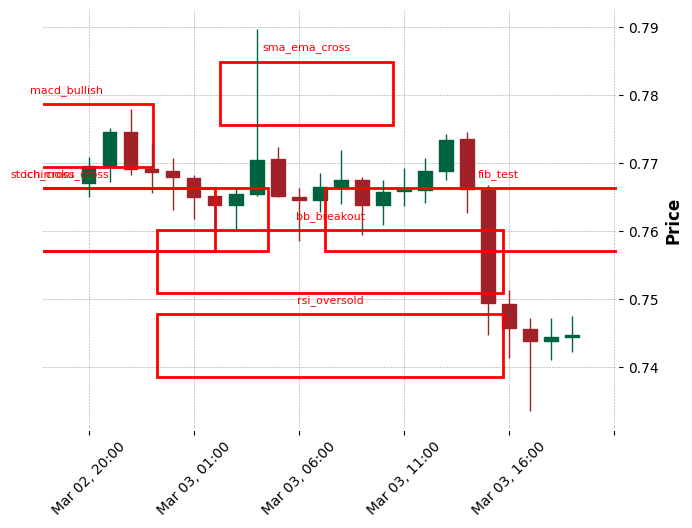 0.79
sma_ema_cross
0.78
macd_bullish
0.77
fib_test
0.76
bb_breakout
0.75
rsi_oversold
0.74
Price
Mar 02, 20:00
Mar 03, 01:00
Mar 03, 06:00
Mar 03, 11:00
Mar 03, 16:00